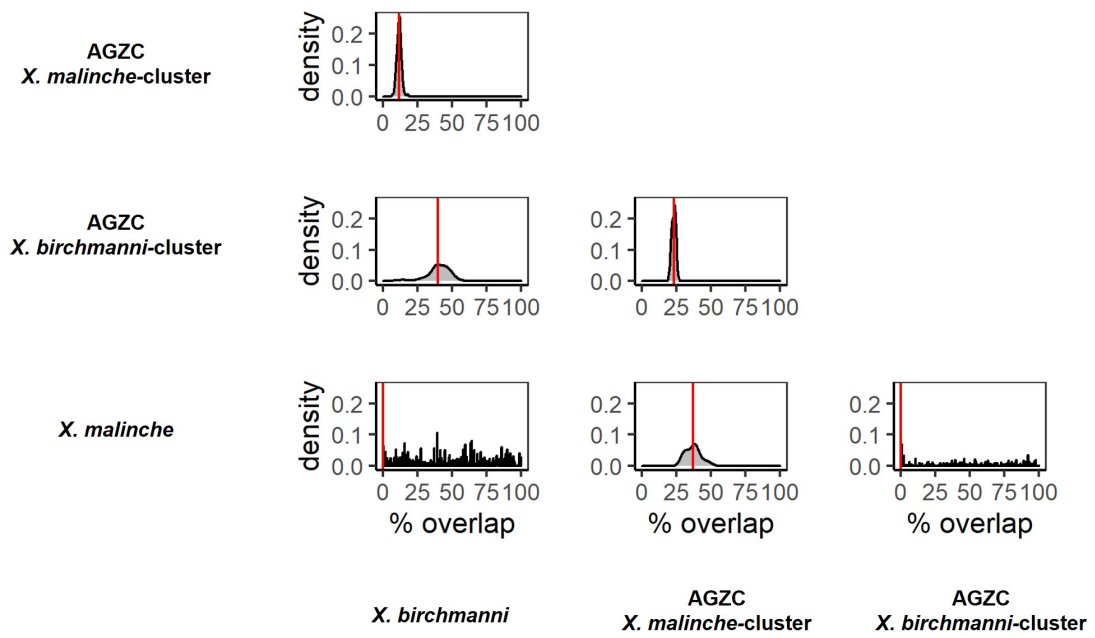 AGZC
X. malinche-cluster
density
0.2
0.1
0.0
0 25 50 75 100
AGZC
X. birchmanni-cluster
density
0.2
0.1
0.0
0 25 50 75 100
0.2
0.1
0.0
0 25 50 75 100
X. malinche
density
0.2
0.1
0.0
0 25 50 75 100
% overlap
0.2
0.1
0.0
0 25 50 75 100
% overlap
0.2
0.1
0.0
0 25 50 75 100
% overlap
X. birchmanni
AGZC
X. malinche-cluster
AGZC
X. birchmanni-cluster